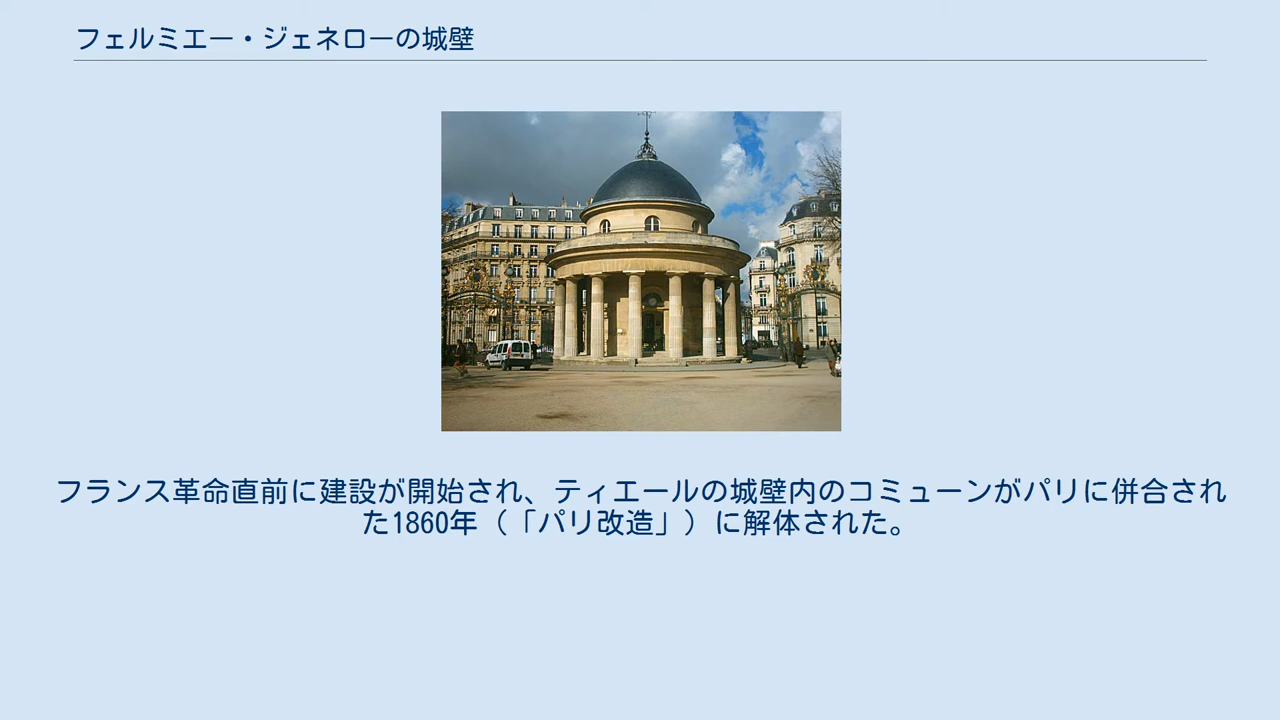 フェルミエー・ジェネローの城壁
フランス革命直前に建設が開始され、ティエールの城壁内のコミューンがパリに併合され
た1860年（「パリ改造」）に解体された。